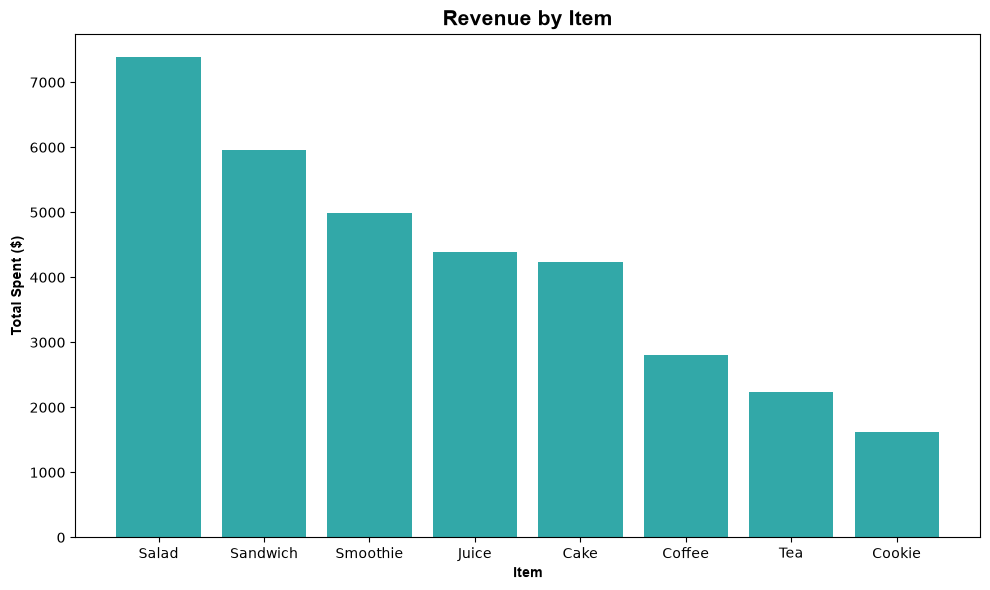 Revenue by Item
Total Spent ($)
7000
6000
5000
4000
3000
2000
1000
0
Salad Sandwich Smoothie Juice Cake Coffee Tea Cookie
Item